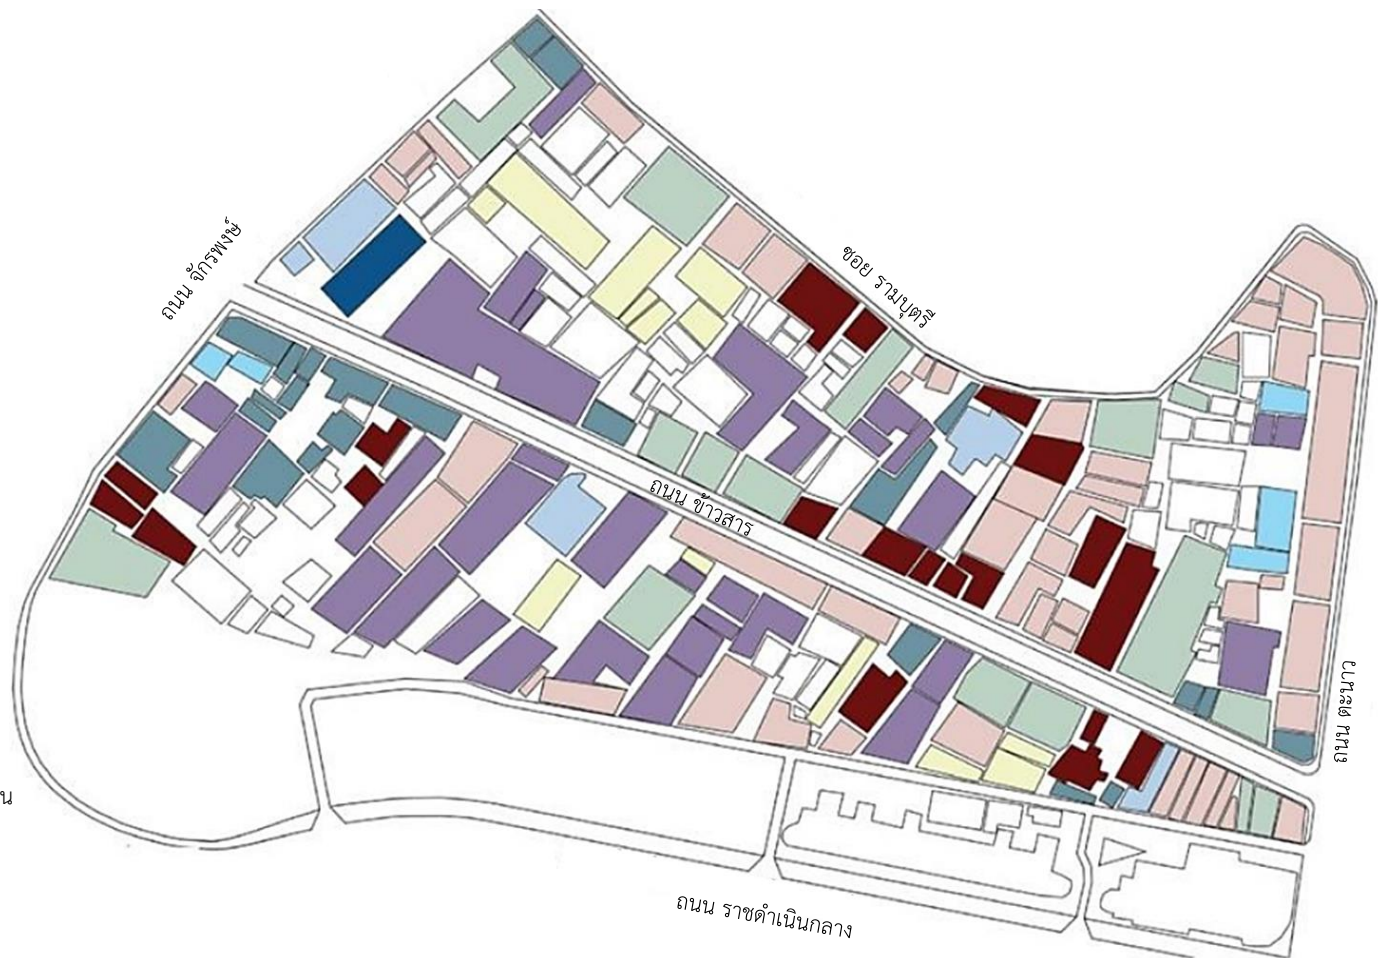 ถนน จักรพงษ์
ซอย รามบุตรี
ถนน ข้าวสาร
ถนน ตะนาว
น
ถนน ราชดำเนินกลาง